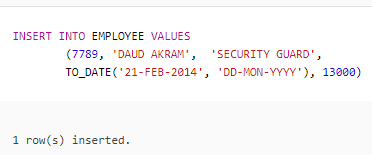 INSERT INTO EMPLOYEE VALUES
(7789, 'DAUD AKRAM', 'SECURITY GUARD',
TO_DATE('21-FEB-2014', 'DD-MON-YYYY'), 13000)
1 row(s) inserted.